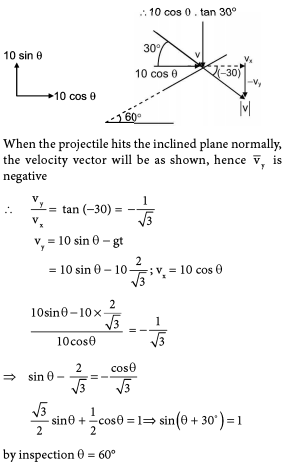 ∴10 cos θ . tan 30°
10 sin θ
30°
v
vₓ
10 cos θ
(−30)
−vᵧ
10 cos θ
|v|
60°
When the projectile hits the inclined plane normally,
the velocity vector will be as shown, hence v̄ᵧ is
negative
∴ vᵧ/vₓ = tan (−30) = −1/√3
vᵧ = 10 sin θ − gt
= 10 sin θ − 10 2/√3 ; vₓ = 10 cos θ
(10sinθ−10 × 2/√3)/(10cosθ) = −1/√3
⇒ sin θ − 2/√3 = −cosθ/√3
√3/2 sinθ + 1/2 cosθ = 1 ⇒ sin(θ + 30°) = 1
by inspection θ = 60°